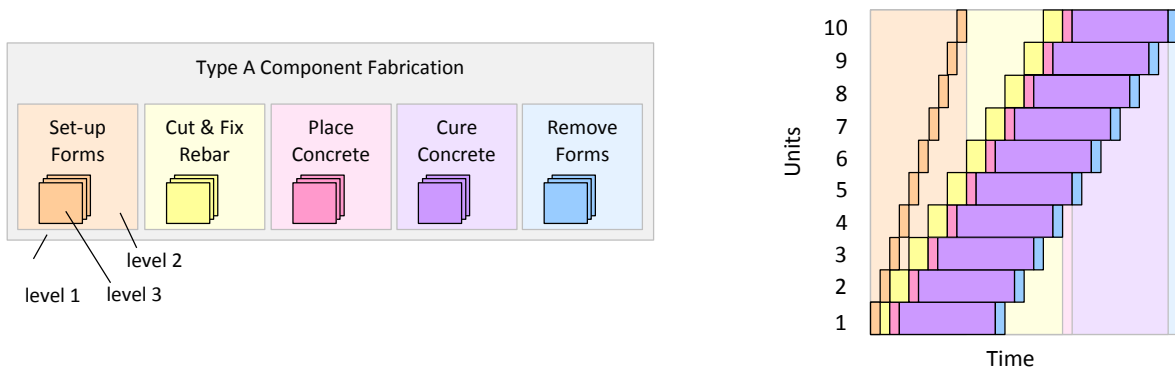 Type A Component Fabrication
Set-up
Forms
Cut & Fix
Rebar
Place
Concrete
Cure
Concrete
Remove
Forms
level 2
level 1
level 3
10
9
8
7
6
5
4
3
2
1
Units
Time